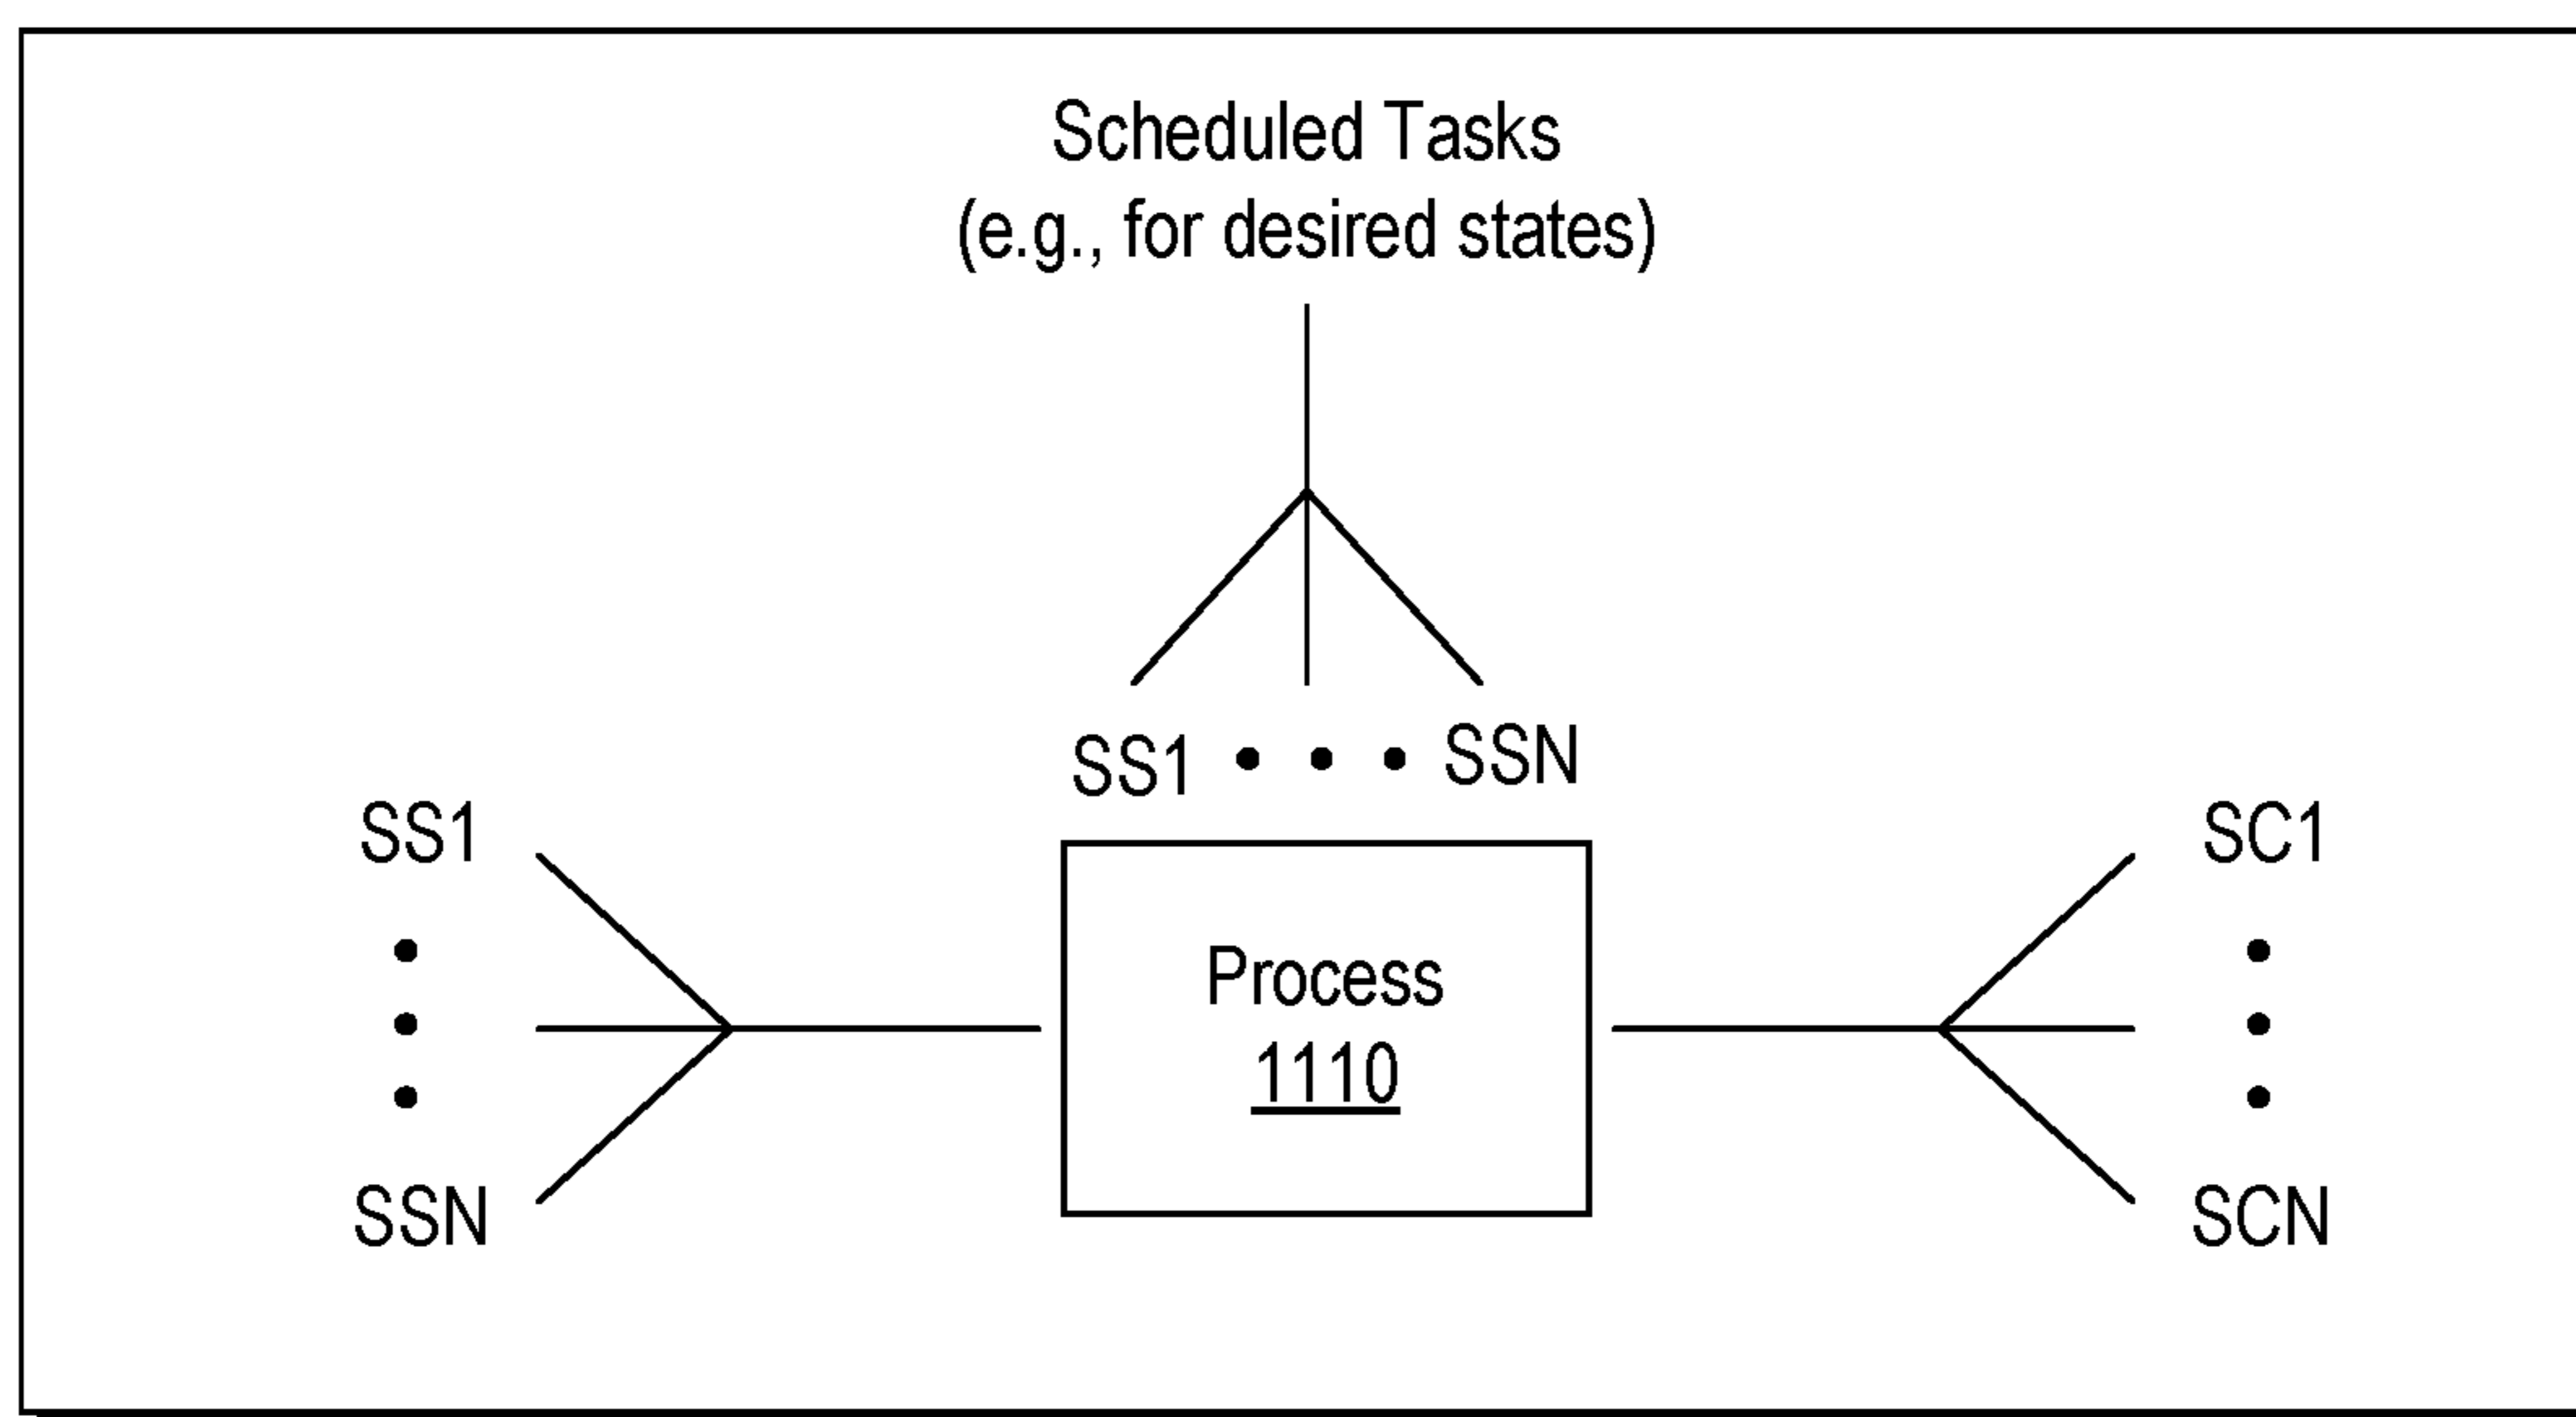 Scheduled Tasks
(e.g., for desired states)
SS1 • • • SSN
SS1
•
•
•
SSN
Process
1110
SC1
•
•
•
SCN